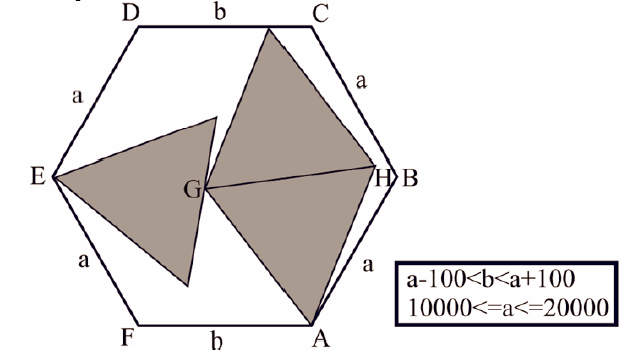 D b C
a a
E G H B
a a
F b A
a-100<b<a+100
10000<=a<=20000